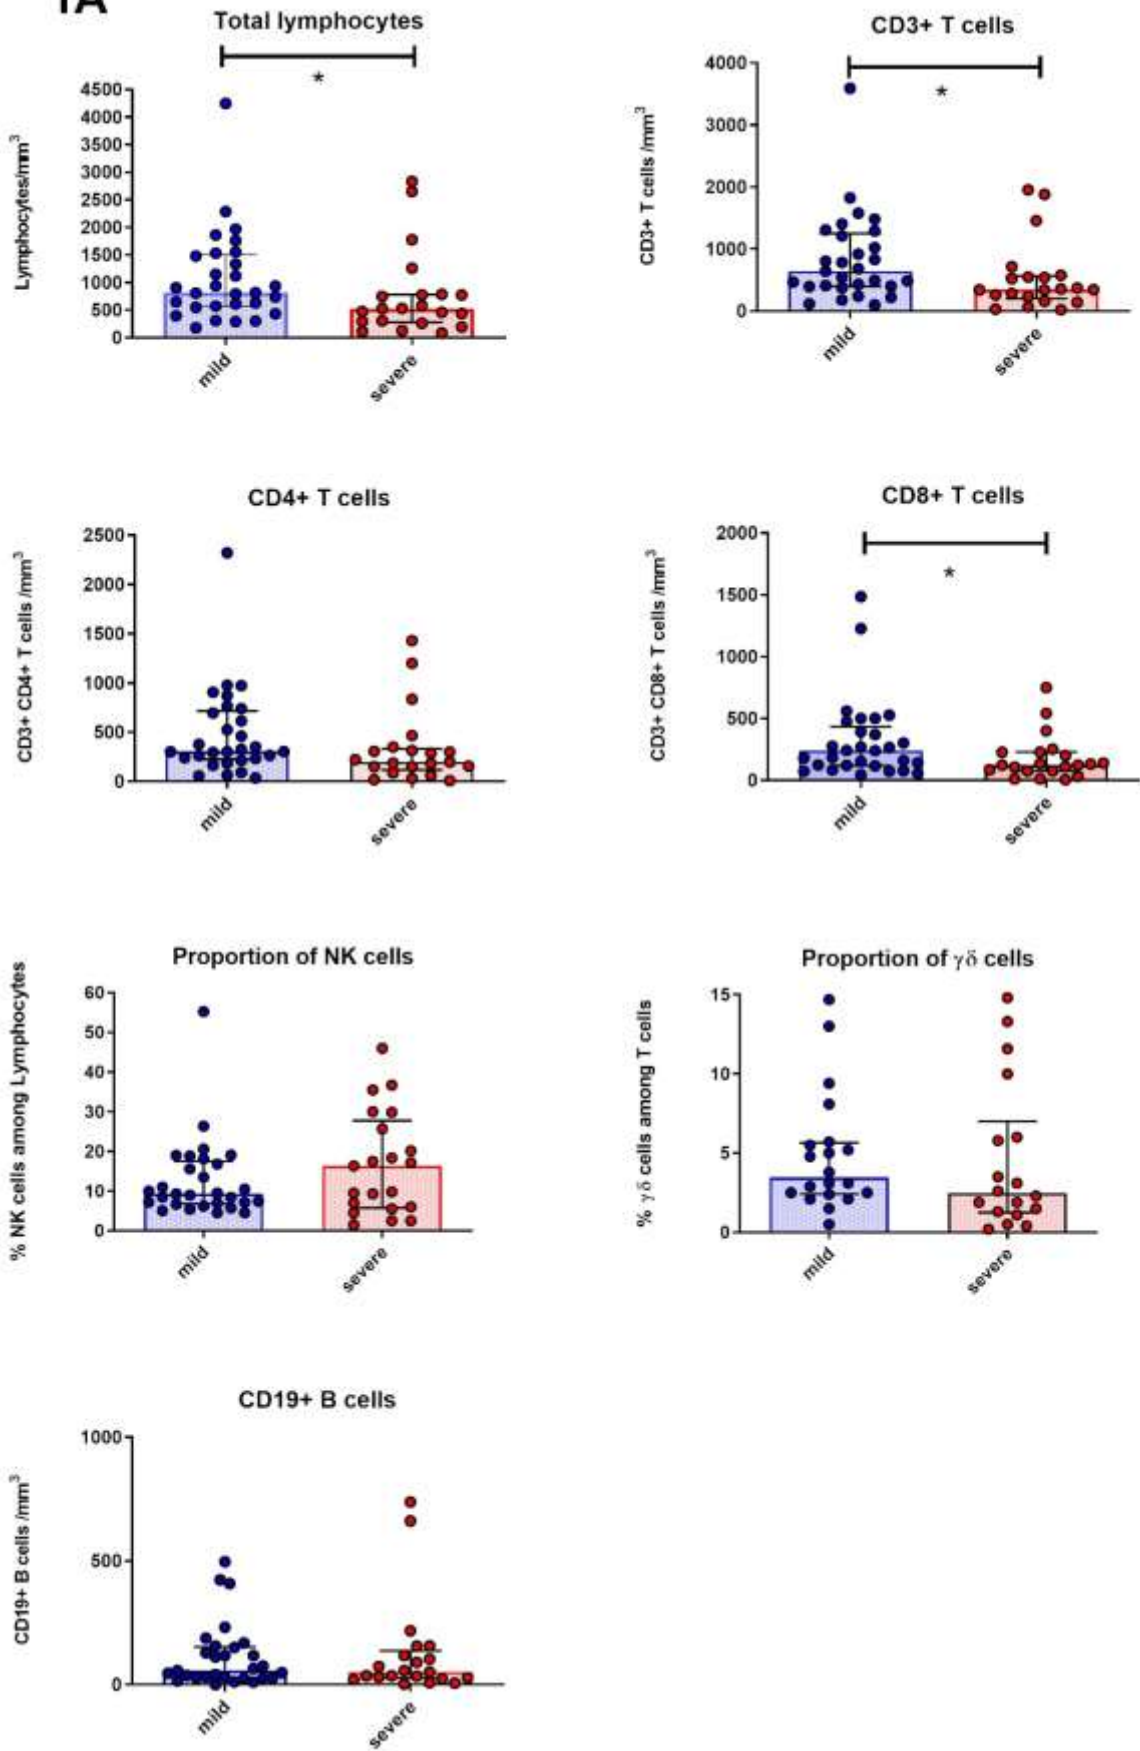 1A
Total lymphocytes
*
Lymphocytes/mm³
4500
4000
3500
3000
2500
2000
1500
1000
500
0
mild
severe
CD3+ T cells
*
CD3+ T cells /mm³
4000
3000
2000
1000
0
mild
severe
CD4+ T cells
CD3+ CD4+ T cells /mm³
2500
2000
1500
1000
500
0
mild
severe
CD8+ T cells
*
CD3+ CD8+ T cells/mm³
2000
1500
1000
500
0
mild
severe
Proportion of NK cells
% NK cells among Lymphocytes
60
50
40
30
20
10
0
mild
severe
Proportion of γδ cells
% γδ cells among T cells
15
10
5
0
mild
severe
CD19+ B cells
CD19+ B cells /mm³
1000
500
0
mild
severe